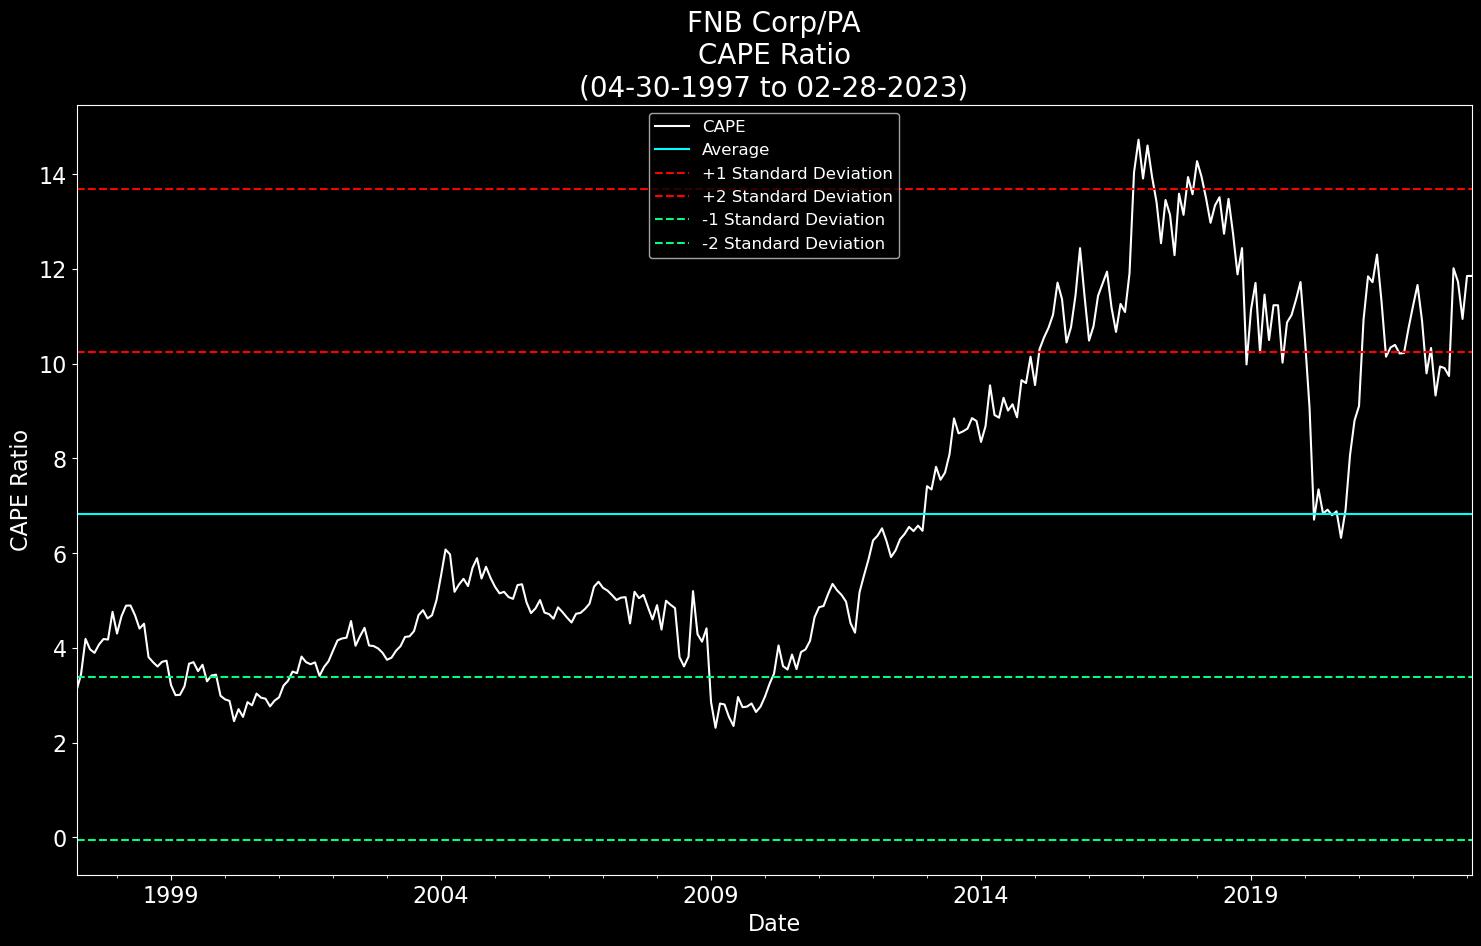 FNB Corp/PA
CAPE Ratio
(04-30-1997 to 02-28-2023)
CAPE
Average
+1 Standard Deviation
+2 Standard Deviation
-1 Standard Deviation
-2 Standard Deviation
14
12
10
8
6
4
2
0
CAPE Ratio
1999 2004 2009 2014 2019
Date